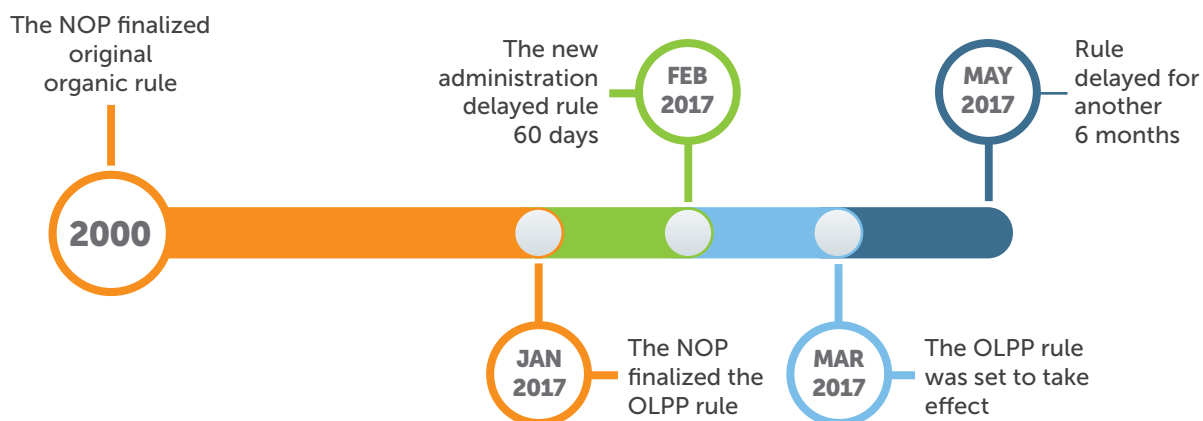 The NOP finalized
original
organic rule
2000
JAN
2017
The NOP
finalized the
OLPP rule
The new
administration
delayed rule
60 days
FEB
2017
MAR
2017
The OLPP rule
was set to take
effect
MAY
2017
Rule
delayed for
another
6 months